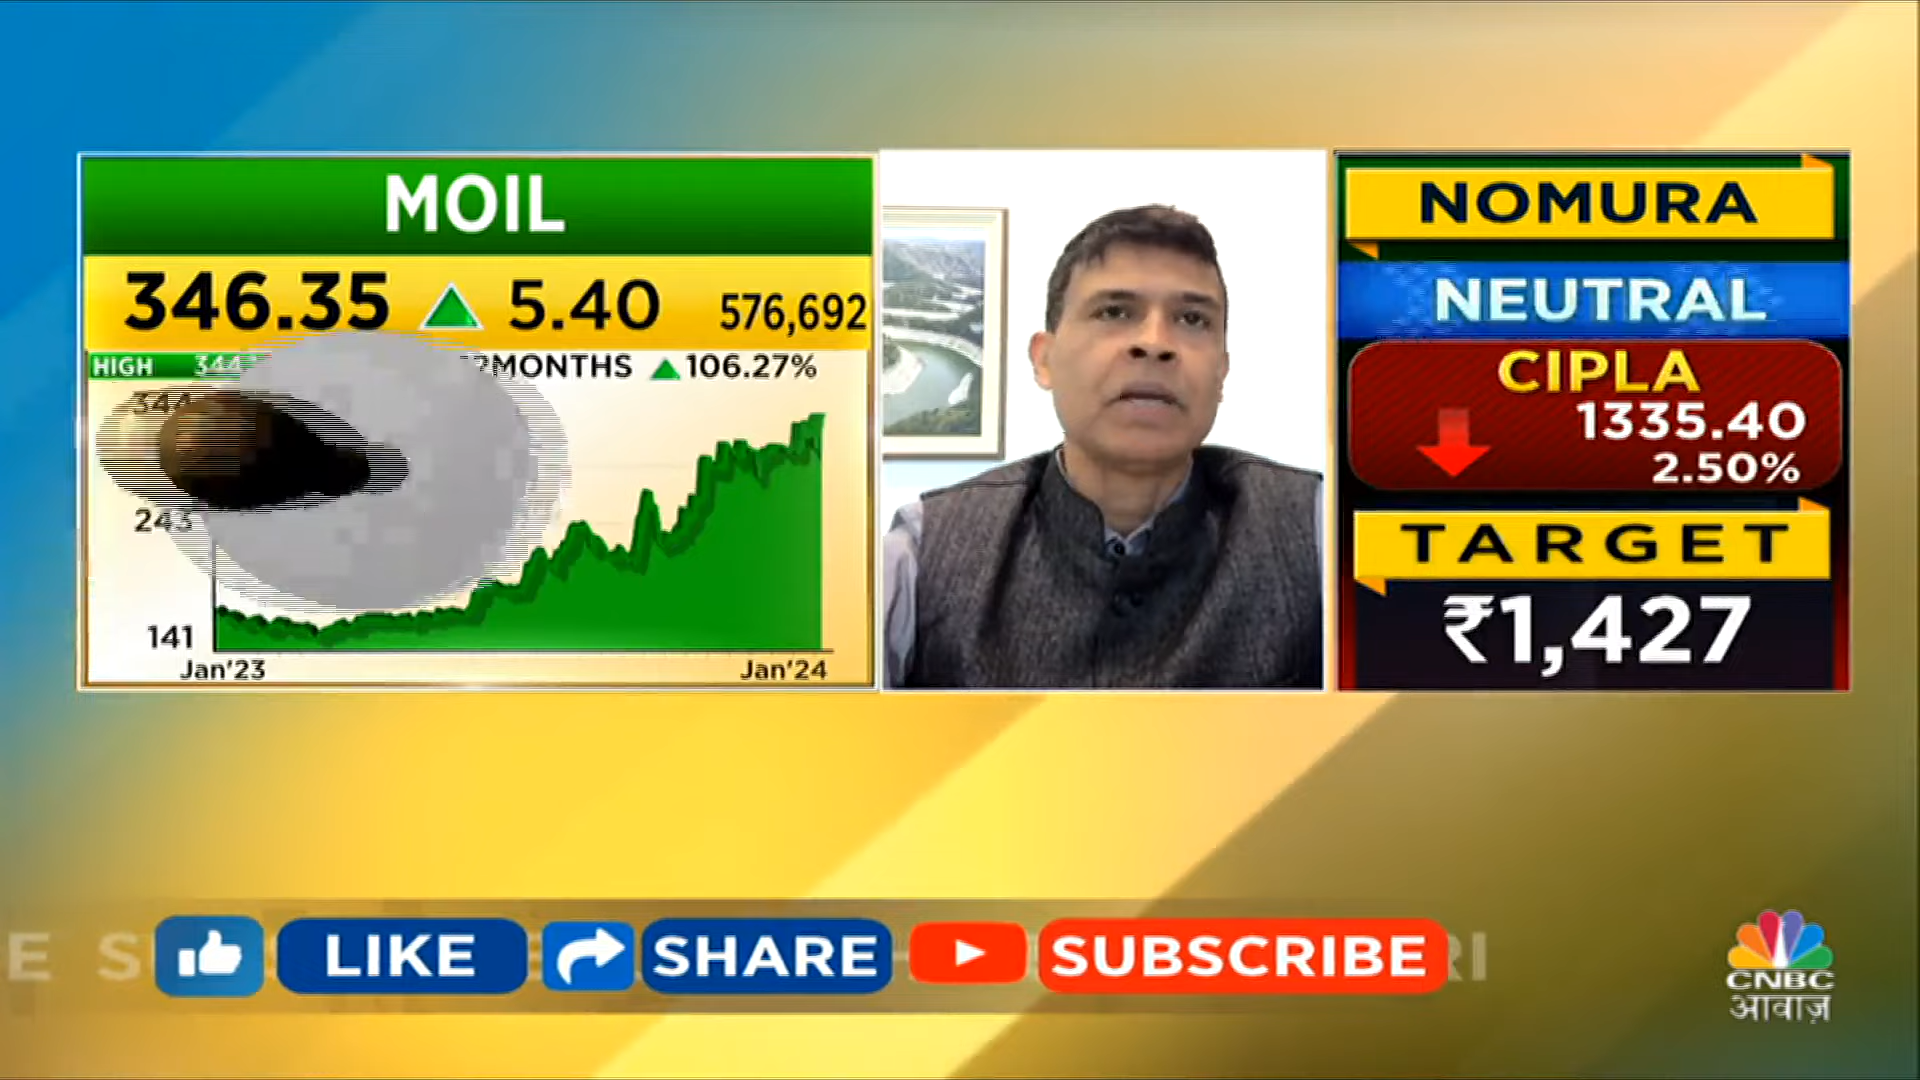 MOIL
346.35 ▲ 5.40 576,692
HIGH
MONTHS ▲ 106.27%
344
243
141
Jan'23 Jan'24
NOMURA
NEUTRAL
CIPLA
1335.40
2.50%
TARGET
₹1,427
LIKE SHARE SUBSCRIBE
CNBC
आवाज़